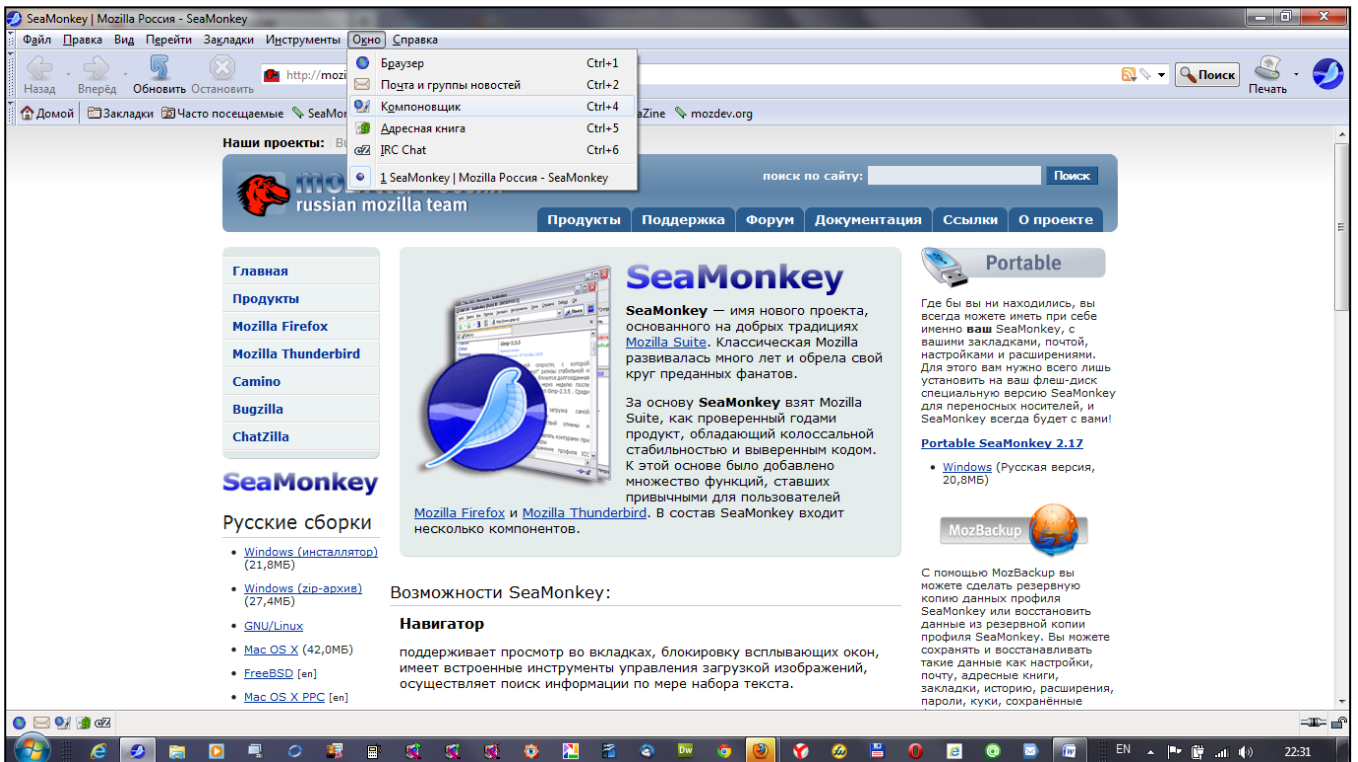 SeaMonkey | Mozilla Россия - SeaMonkey
Файл Правка Вид Перейти Закладки Инструменты Окно Справка
Назад Вперёд Обновить Остановить
http://mozi
Поиск Печать
Браузер Ctrl+1
Почта и группы новостей Ctrl+2
Компоновщик Ctrl+4
Адресная книга Ctrl+5
IRC Chat Ctrl+6
1 SeaMonkey | Mozilla Россия - SeaMonkey
Домой Закладки Часто посещаемые SeaMon aZine mozdev.org
Наши проекты:
поиск по сайту: Поиск
russian mozilla team
Продукты Поддержка Форум Документация Ссылки О проекте
Главная
Продукты
Mozilla Firefox
Mozilla Thunderbird
Camino
Bugzilla
ChatZilla
SeaMonkey
Русские сборки
Windows (инсталлятор) (21,8МБ)
Windows (zip-архив) (27,4МБ)
GNU/Linux
Mac OS X (42,0МБ)
FreeBSD [en]
Mac OS X PPC [en]
SeaMonkey
SeaMonkey — имя нового проекта,
основанного на добрых традициях
Mozilla Suite. Классическая Mozilla
развивалась много лет и обрела свой
круг преданных фанатов.
За основу SeaMonkey взят Mozilla
Suite, как проверенный годами
продукт, обладающий колоссальной
стабильностью и выверенным кодом.
К этой основе было добавлено
множество функций, ставших
привычными для пользователей
Mozilla Firefox и Mozilla Thunderbird. В состав SeaMonkey входит
несколько компонентов.
Возможности SeaMonkey:
Навигатор
поддерживает просмотр во вкладках, блокировку всплывающих окон,
имеет встроенные инструменты управления загрузкой изображений,
осуществляет поиск информации по мере набора текста.
Portable
Где бы вы ни находились, вы
всегда можете иметь при себе
именно ваш SeaMonkey, с
вашими закладками, почтой,
настройками и расширениями.
Для этого вам нужно всего лишь
установить на ваш флеш-диск
специальную версию SeaMonkey
для переносных носителей, и
SeaMonkey всегда будет с вами!
Portable SeaMonkey 2.17
Windows (Русская версия,
20,8МБ)
MozBackup
С помощью MozBackup вы
можете сделать резервную
копию данных профиля
SeaMonkey или восстановить
данные из резервной копии
профиля SeaMonkey. Вы можете
сохранять и восстанавливать
такие данные как настройки,
почту, адресные книги,
закладки, историю, расширения,
пароли, куки, сохранённые
EN 22:31